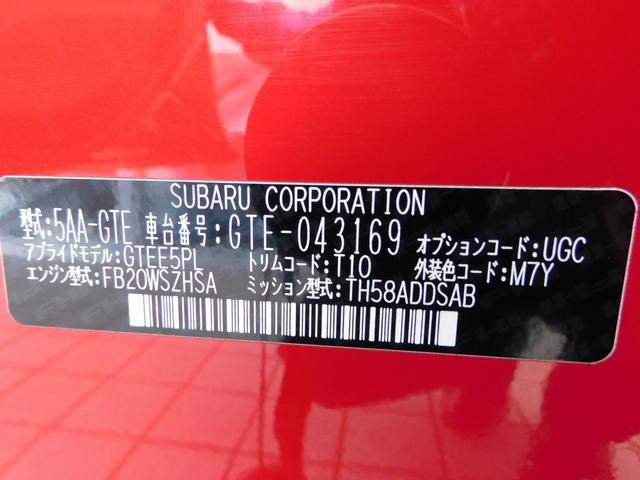 SUBARU CORPORATION
型式:5AA-GTE 車台番号:GTE-043169 オプションコード:UGC
アプライドモデル:GTEE5PL トリムコード:T10 外装色コード:M7Y
エンジン型式:FB20WSZHSA ミッション型式:TH58ADDSAB